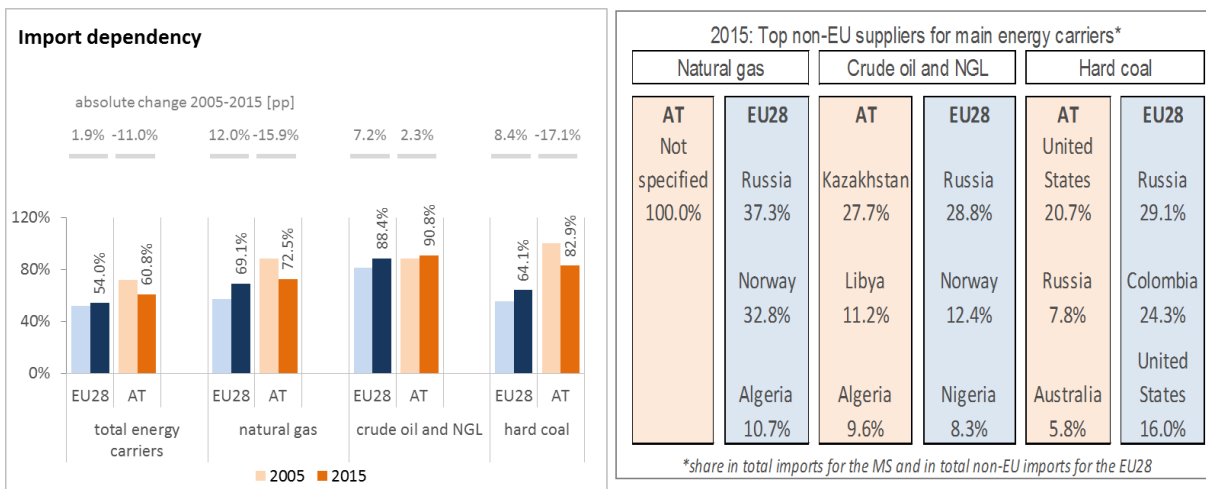 Import dependency
absolute change 2005-2015 [pp]
1.9% -11.0% 12.0% -15.9% 7.2% 2.3% 8.4% -17.1%
120%
80%
40%
0%
54.0% 60.8% 69.1% 72.5% 88.4% 90.8% 64.1% 82.9%
EU28 AT EU28 AT EU28 AT EU28 AT
total energy carriers
natural gas
crude oil and NGL
hard coal
2005 2015
2015: Top non-EU suppliers for main energy carriers*
Natural gas Crude oil and NGL Hard coal
AT EU28 AT EU28 AT EU28
Not specified Russia Kazakhstan Russia United States Russia
100.0% 37.3% 27.7% 28.8% 20.7% 29.1%
Norway Libya Norway Russia Colombia
32.8% 11.2% 12.4% 7.8% 24.3%
Algeria Algeria Nigeria Australia United States
10.7% 9.6% 8.3% 5.8% 16.0%
*share in total imports for the MS and in total non-EU imports for the EU28